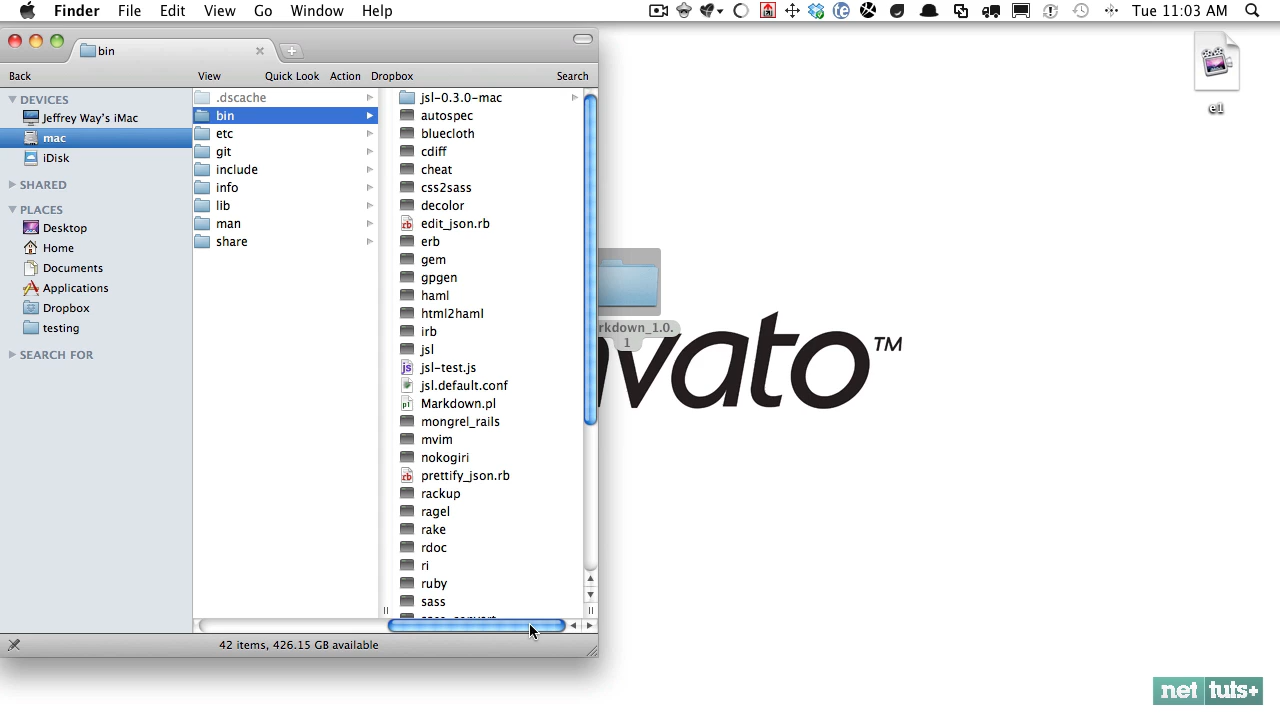 Finder File Edit View Go Window Help
Tue 11:03 AM
bin
Back View Quick Look Action Dropbox Search
DEVICES
Jeffrey Way's iMac
mac
iDisk
SHARED
PLACES
Desktop
Home
Documents
Applications
Dropbox
testing
SEARCH FOR
.dscache
bin
etc
git
include
info
lib
man
share
jsl-0.3.0-mac
autospec
bluecloth
cdiff
cheat
css2sass
decolor
edit_json.rb
erb
gem
gpgen
haml
html2haml
irb
jsl
jsl-test.js
jsl.default.conf
Markdown.pl
mongrel_rails
mvim
nokogiri
prettify_json.rb
rackup
ragel
rake
rdoc
ri
ruby
sass
42 items, 426.15 GB available
rkdown_1.0.
1
vato™
e1
net tuts+